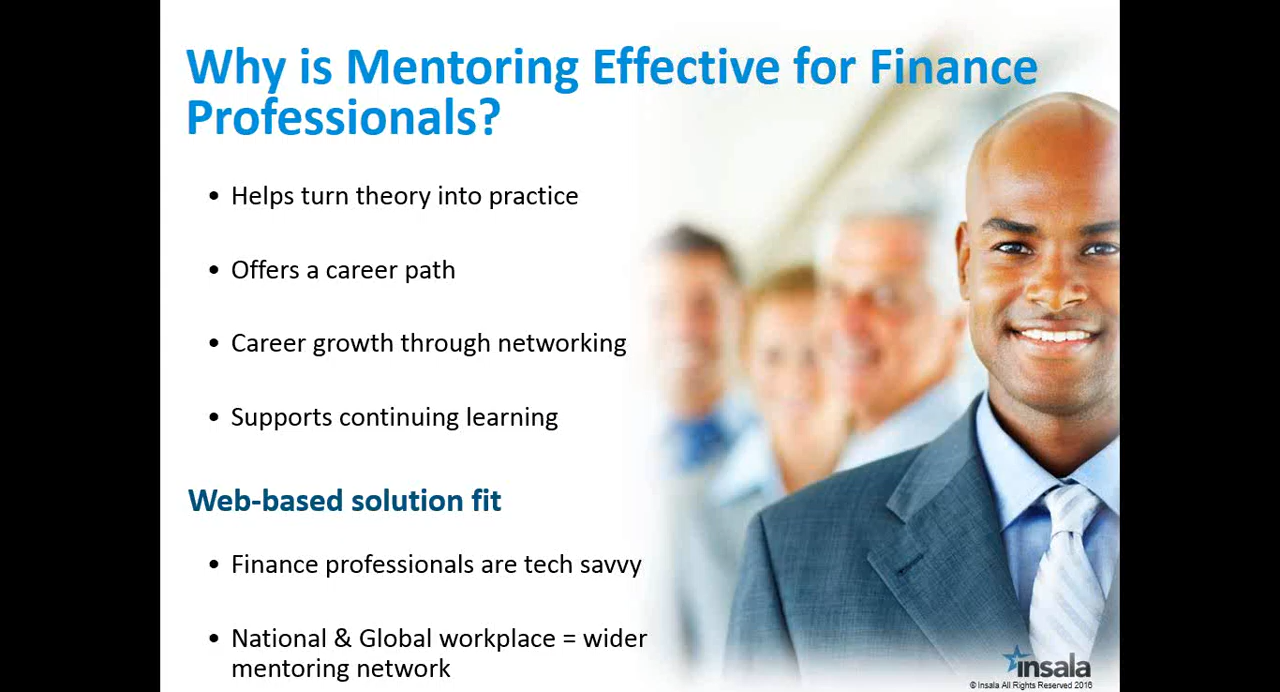 Why is Mentoring Effective for Finance
Professionals?
• Helps turn theory into practice
• Offers a career path
• Career growth through networking
• Supports continuing learning
Web-based solution fit
• Finance professionals are tech savvy
• National & Global workplace = wider
mentoring network
insala
© Insala All Rights Reserved 2016